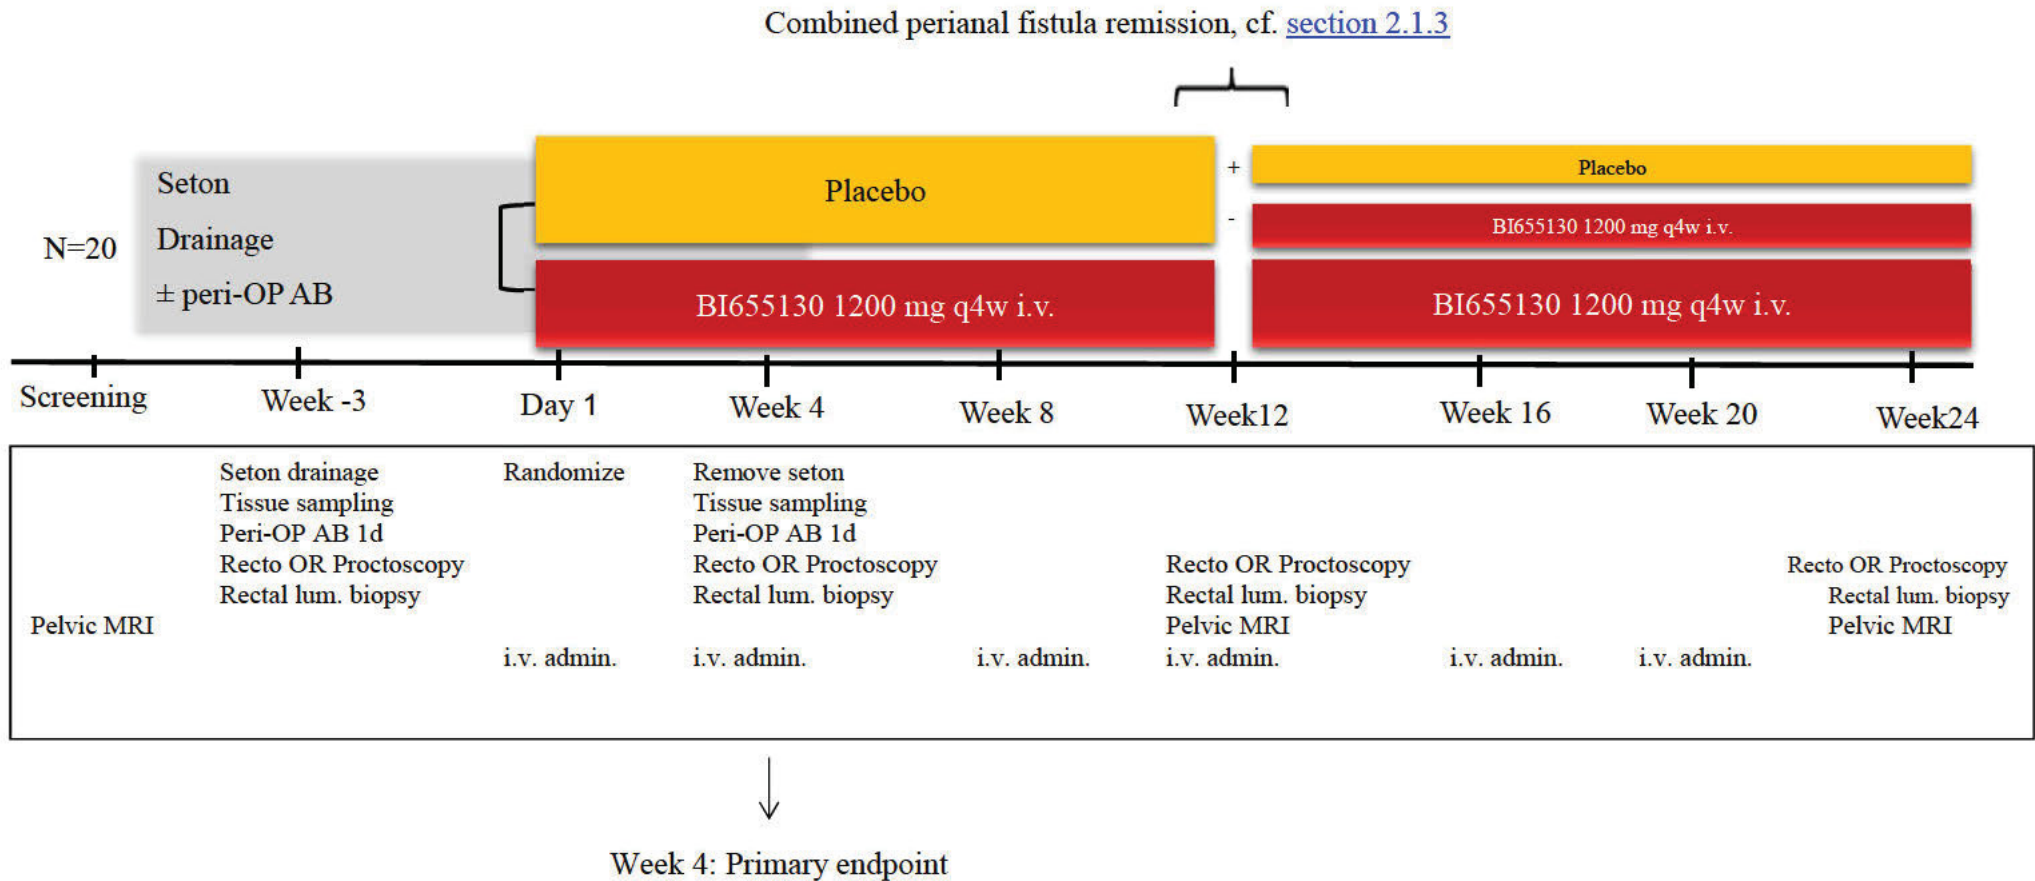 Combined perianal fistula remission, cf. section 2.1.3
N=20
Seton
Drainage
± peri-OP AB
Placebo
BI655130 1200 mg q4w i.v.
+
-
Placebo
BI655130 1200 mg q4w i.v.
BI655130 1200 mg q4w i.v.
Screening
Week -3
Day 1
Week 4
Week 8
Week12
Week 16
Week 20
Week24
Pelvic MRI
Seton drainage
Tissue sampling
Peri-OP AB 1d
Recto OR Proctoscopy
Rectal lum. biopsy
Randomize
i.v. admin.
Remove seton
Tissue sampling
Peri-OP AB 1d
Recto OR Proctoscopy
Rectal lum. biopsy
i.v. admin.
i.v. admin.
Recto OR Proctoscopy
Rectal lum. biopsy
Pelvic MRI
i.v. admin.
i.v. admin.
i.v. admin.
Recto OR Proctoscopy
Rectal lum. biopsy
Pelvic MRI
Week 4: Primary endpoint